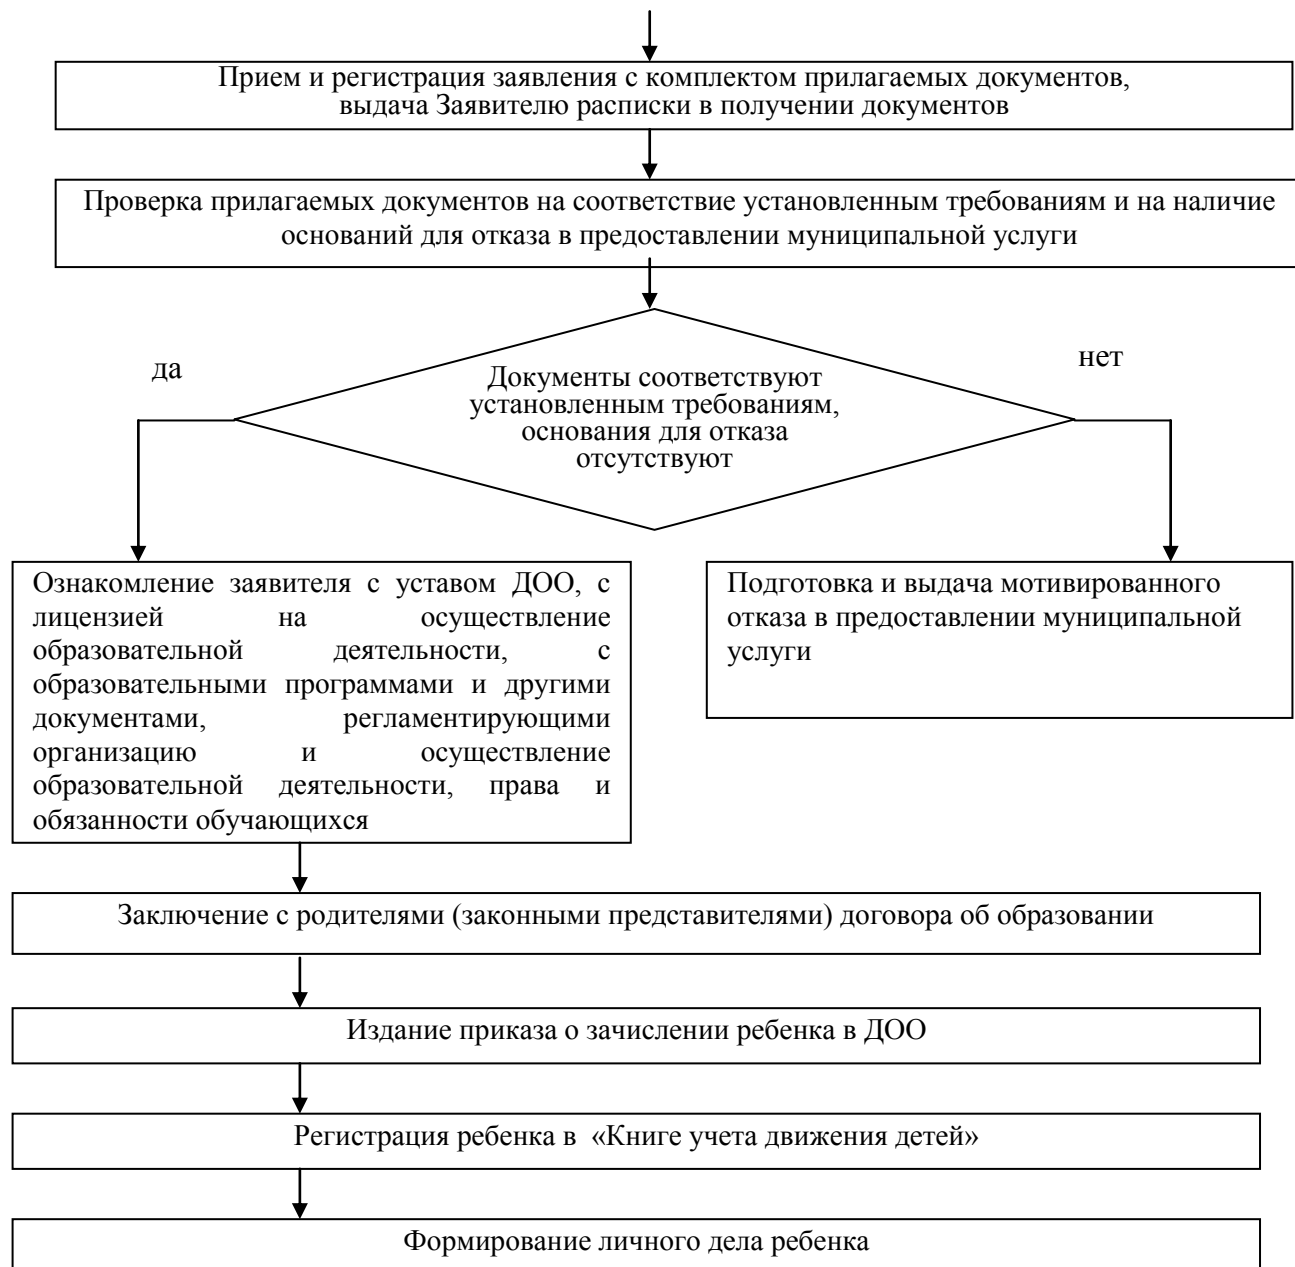 Прием и регистрация заявления с комплектом прилагаемых документов,
выдача Заявителю расписки в получении документов
Проверка прилагаемых документов на соответствие установленным требованиям и на наличие
оснований для отказа в предоставлении муниципальной услуги
да
нет
Документы соответствуют
установленным требованиям,
основания для отказа
отсутствуют
Ознакомление заявителя с уставом ДОО, с
лицензией на осуществление
образовательной деятельности, с
образовательными программами и другими
документами, регламентирующими
организацию и осуществление
образовательной деятельности, права и
обязанности обучающихся
Подготовка и выдача мотивированного
отказа в предоставлении муниципальной
услуги
Заключение с родителями (законными представителями) договора об образовании
Издание приказа о зачислении ребенка в ДОО
Регистрация ребенка в «Книге учета движения детей»
Формирование личного дела ребенка